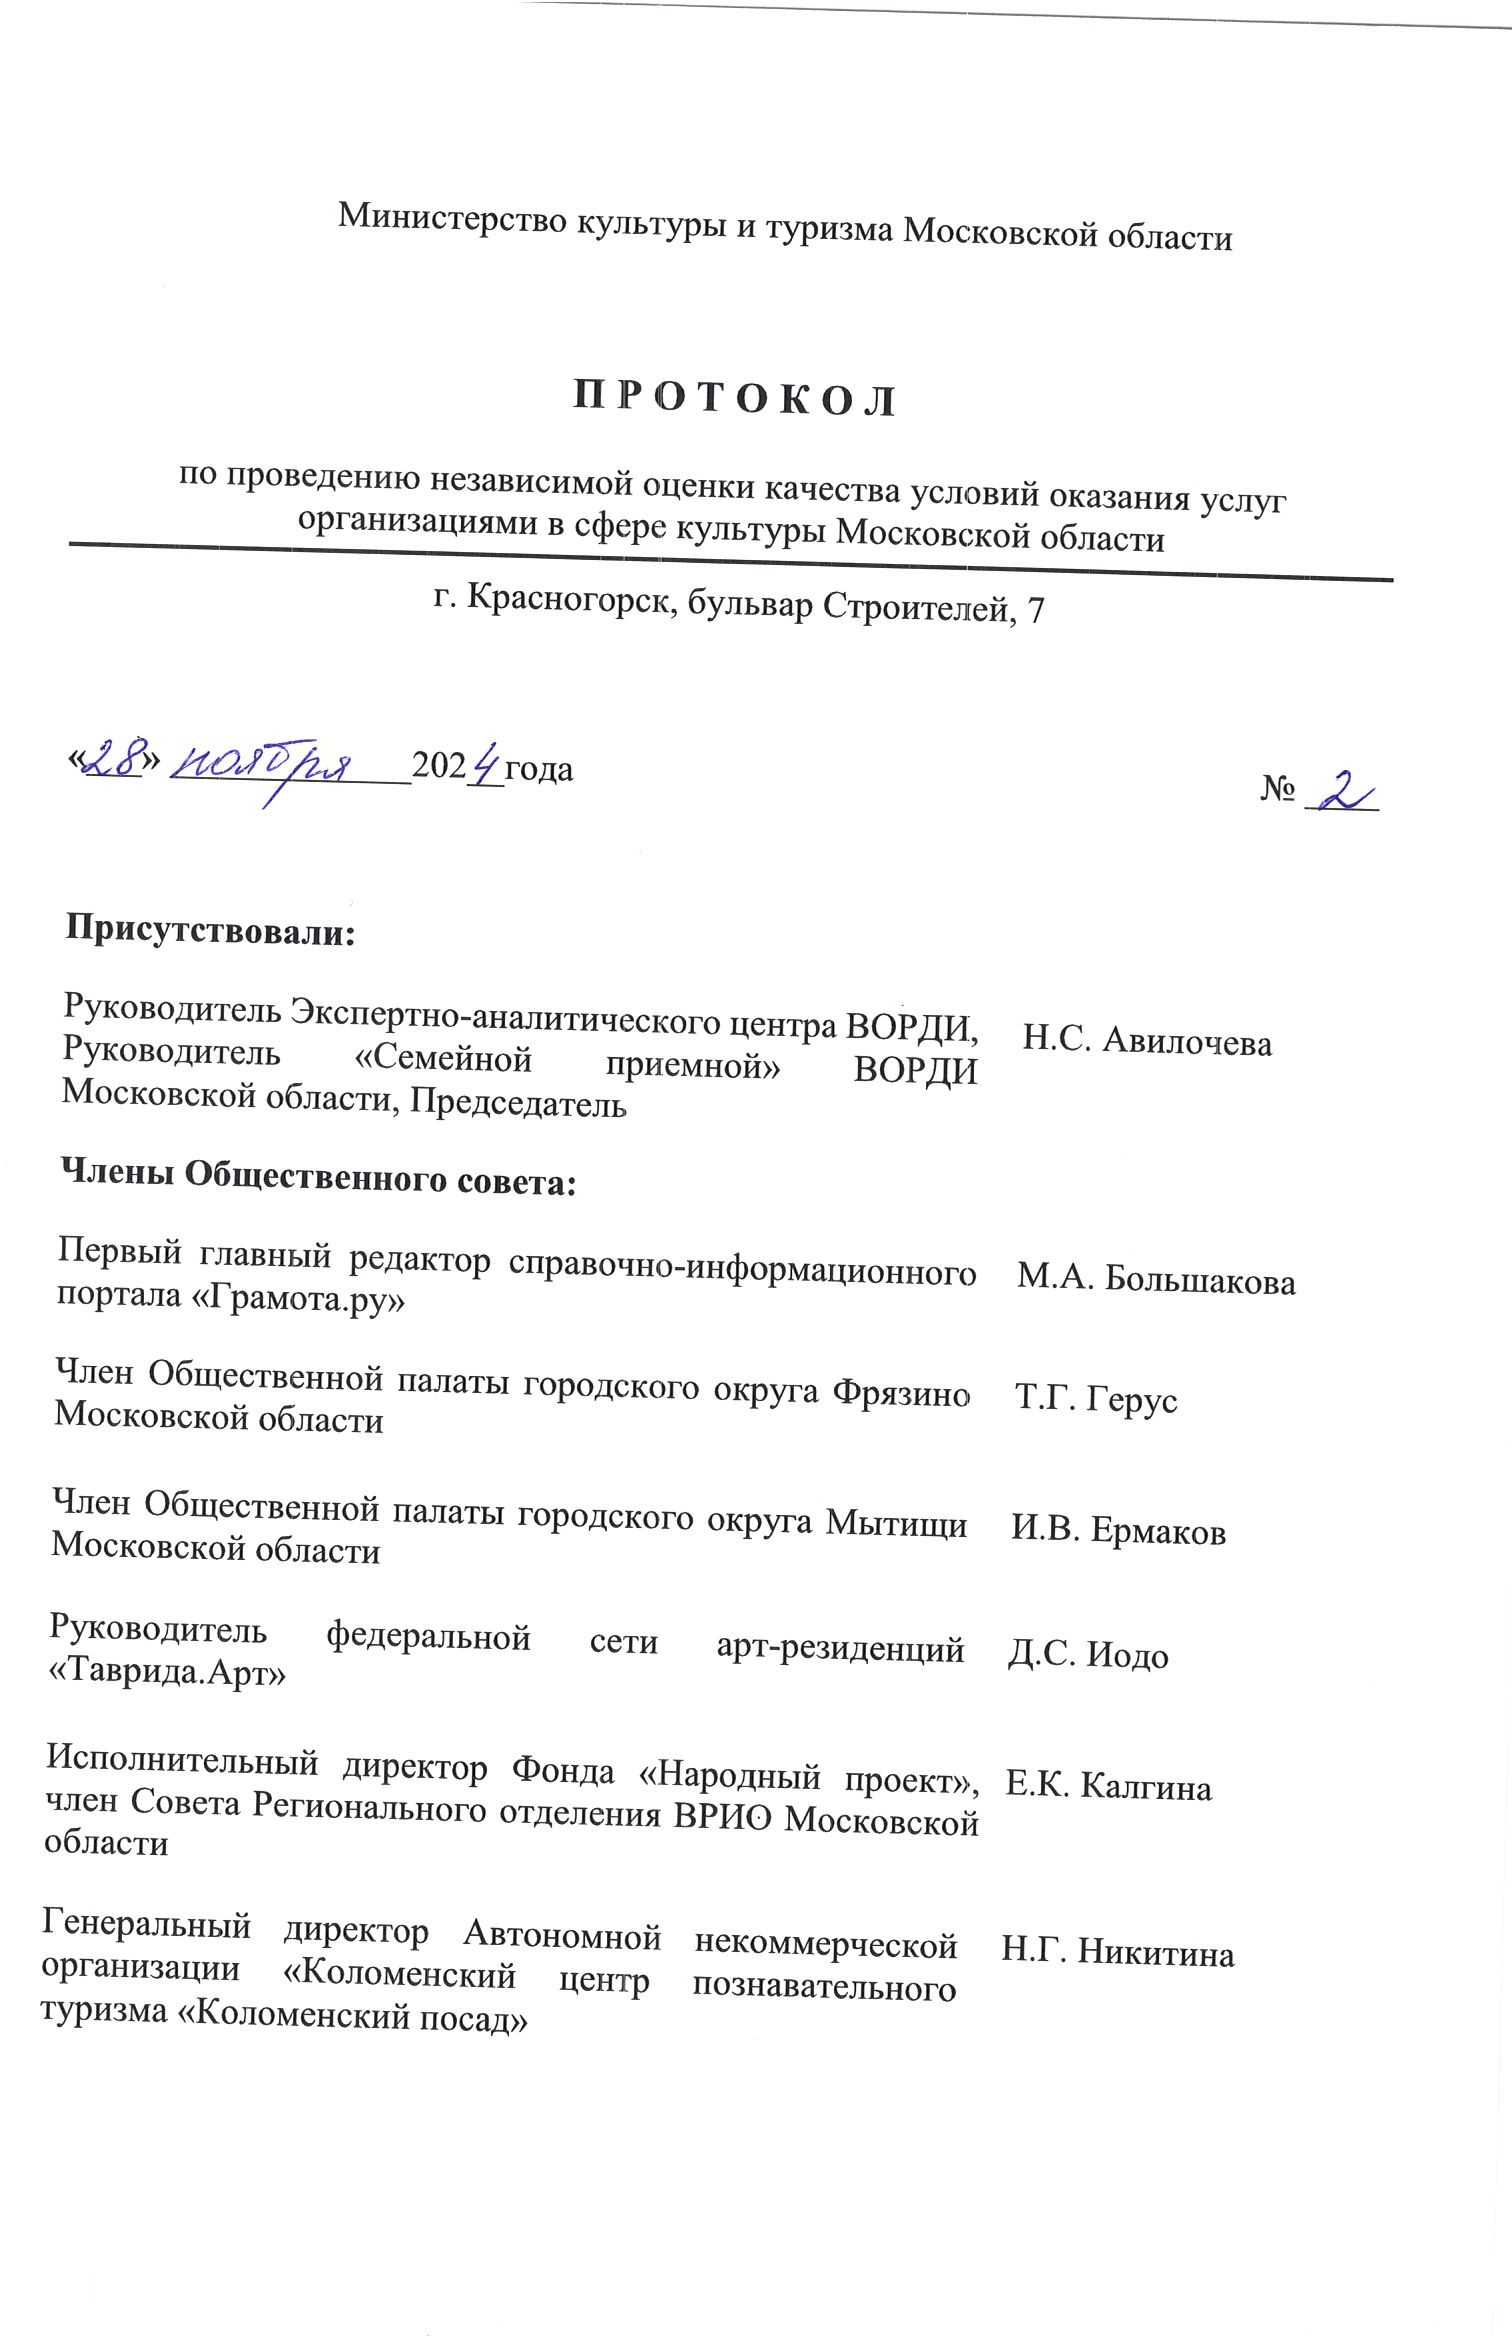 Министерство культуры и туризма Московской области
П Р О Т О К О Л
по проведению независимой оценки качества условий оказания услуг
организациями в сфере культуры Московской области
г. Красногорск, бульвар Строителей, 7
«28» ноября 2024 года
№ 2
Присутствовали:
Руководитель Экспертно-аналитического центра ВОРДИ, Н.С. Авилочева
Руководитель «Семейной приемной» ВОРДИ
Московской области, Председатель
Члены Общественного совета:
Первый главный редактор справочно-информационного М.А. Большакова
портала «Грамота.ру»
Член Общественной палаты городского округа Фрязино Т.Г. Герус
Московской области
Член Общественной палаты городского округа Мытищи И.В. Ермаков
Московской области
Руководитель федеральной сети арт-резиденций Д.С. Иодо
«Таврида.Арт»
Исполнительный директор Фонда «Народный проект», Е.К. Калгина
член Совета Регионального отделения ВРИО Московской
области
Генеральный директор Автономной некоммерческой Н.Г. Никитина
организации «Коломенский центр познавательного
туризма «Коломенский посад»